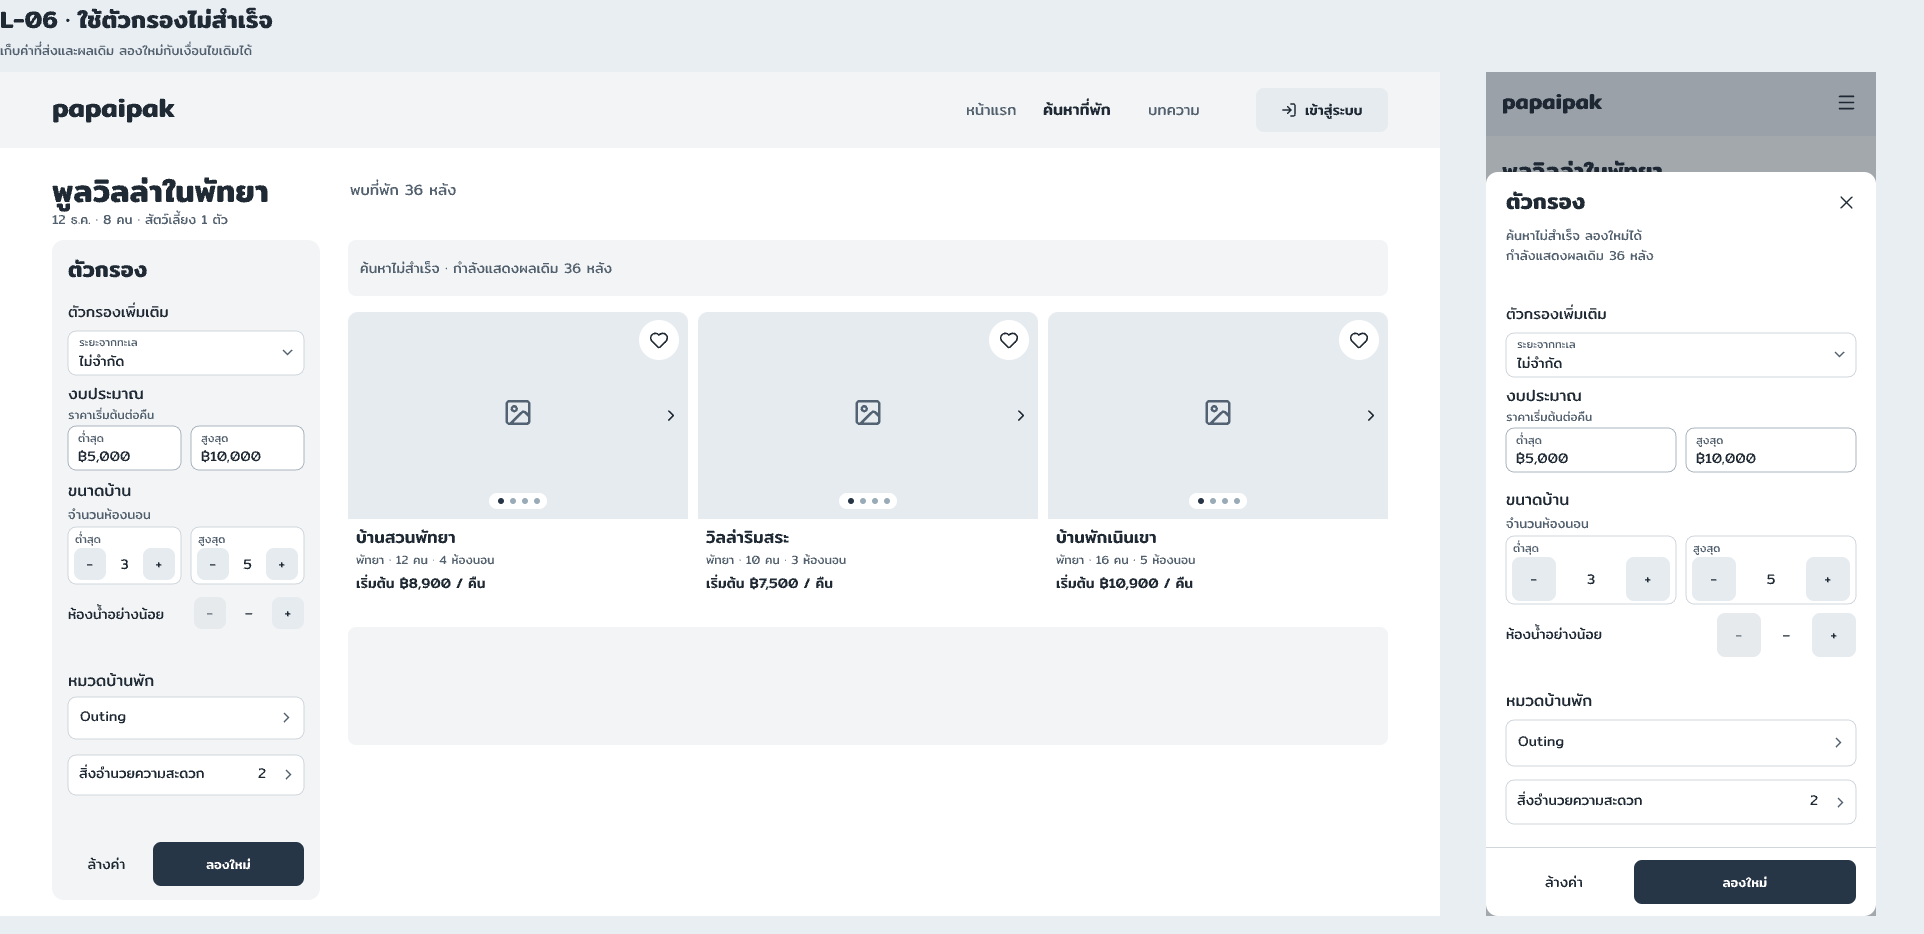 L-06 · ใช้ตัวกรองไม่สำเร็จ
เก็บค่าที่ส่งและผลเดิม ลองใหม่กับเงื่อนไขเดิมได้
papaipak
หน้าแรก
ค้นหาที่พัก
บทความ
เข้าสู่ระบบ
พูลวิลล่าในพัทยา
12 ธ.ค. · 8 คน · สัตว์เลี้ยง 1 ตัว
พบที่พัก 36 หลัง
ตัวกรอง
ตัวกรองเพิ่มเติม
ระยะจากทะเล
ไม่จำกัด
งบประมาณ
ราคาเริ่มต้นต่อคืน
ต่ำสุด
฿5,000
สูงสุด
฿10,000
ขนาดบ้าน
จำนวนห้องนอน
ต่ำสุด
- 3 +
สูงสุด
- 5 +
ห้องน้ำอย่างน้อย - – +
หมวดบ้านพัก
Outing
สิ่งอำนวยความสะดวก 2
ล้างค่า
ลองใหม่
ค้นหาไม่สำเร็จ · กำลังแสดงผลเดิม 36 หลัง
บ้านสวนพัทยา
พัทยา · 12 คน · 4 ห้องนอน
เริ่มต้น ฿8,900 / คืน
วิลล่าริมสระ
พัทยา · 10 คน · 3 ห้องนอน
เริ่มต้น ฿7,500 / คืน
บ้านพักเนินเขา
พัทยา · 16 คน · 5 ห้องนอน
เริ่มต้น ฿10,900 / คืน
papaipak
พูลวิลล่าในพัทยา
ตัวกรอง
ค้นหาไม่สำเร็จ ลองใหม่ได้
กำลังแสดงผลเดิม 36 หลัง
ตัวกรองเพิ่มเติม
ระยะจากทะเล
ไม่จำกัด
งบประมาณ
ราคาเริ่มต้นต่อคืน
ต่ำสุด
฿5,000
สูงสุด
฿10,000
ขนาดบ้าน
จำนวนห้องนอน
ต่ำสุด
- 3 +
สูงสุด
- 5 +
ห้องน้ำอย่างน้อย - – +
หมวดบ้านพัก
Outing
สิ่งอำนวยความสะดวก 2
ล้างค่า
ลองใหม่